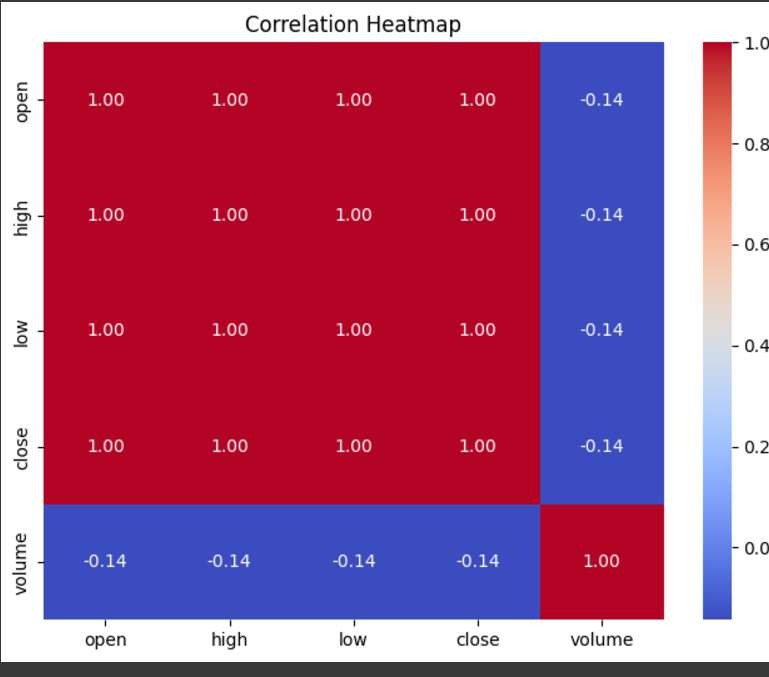 Correlation Heatmap
open 1.00 1.00 1.00 1.00 -0.14
high 1.00 1.00 1.00 1.00 -0.14
low 1.00 1.00 1.00 1.00 -0.14
close 1.00 1.00 1.00 1.00 -0.14
volume -0.14 -0.14 -0.14 -0.14 1.00
open high low close volume
1.0
0.8
0.6
0.4
0.2
0.0